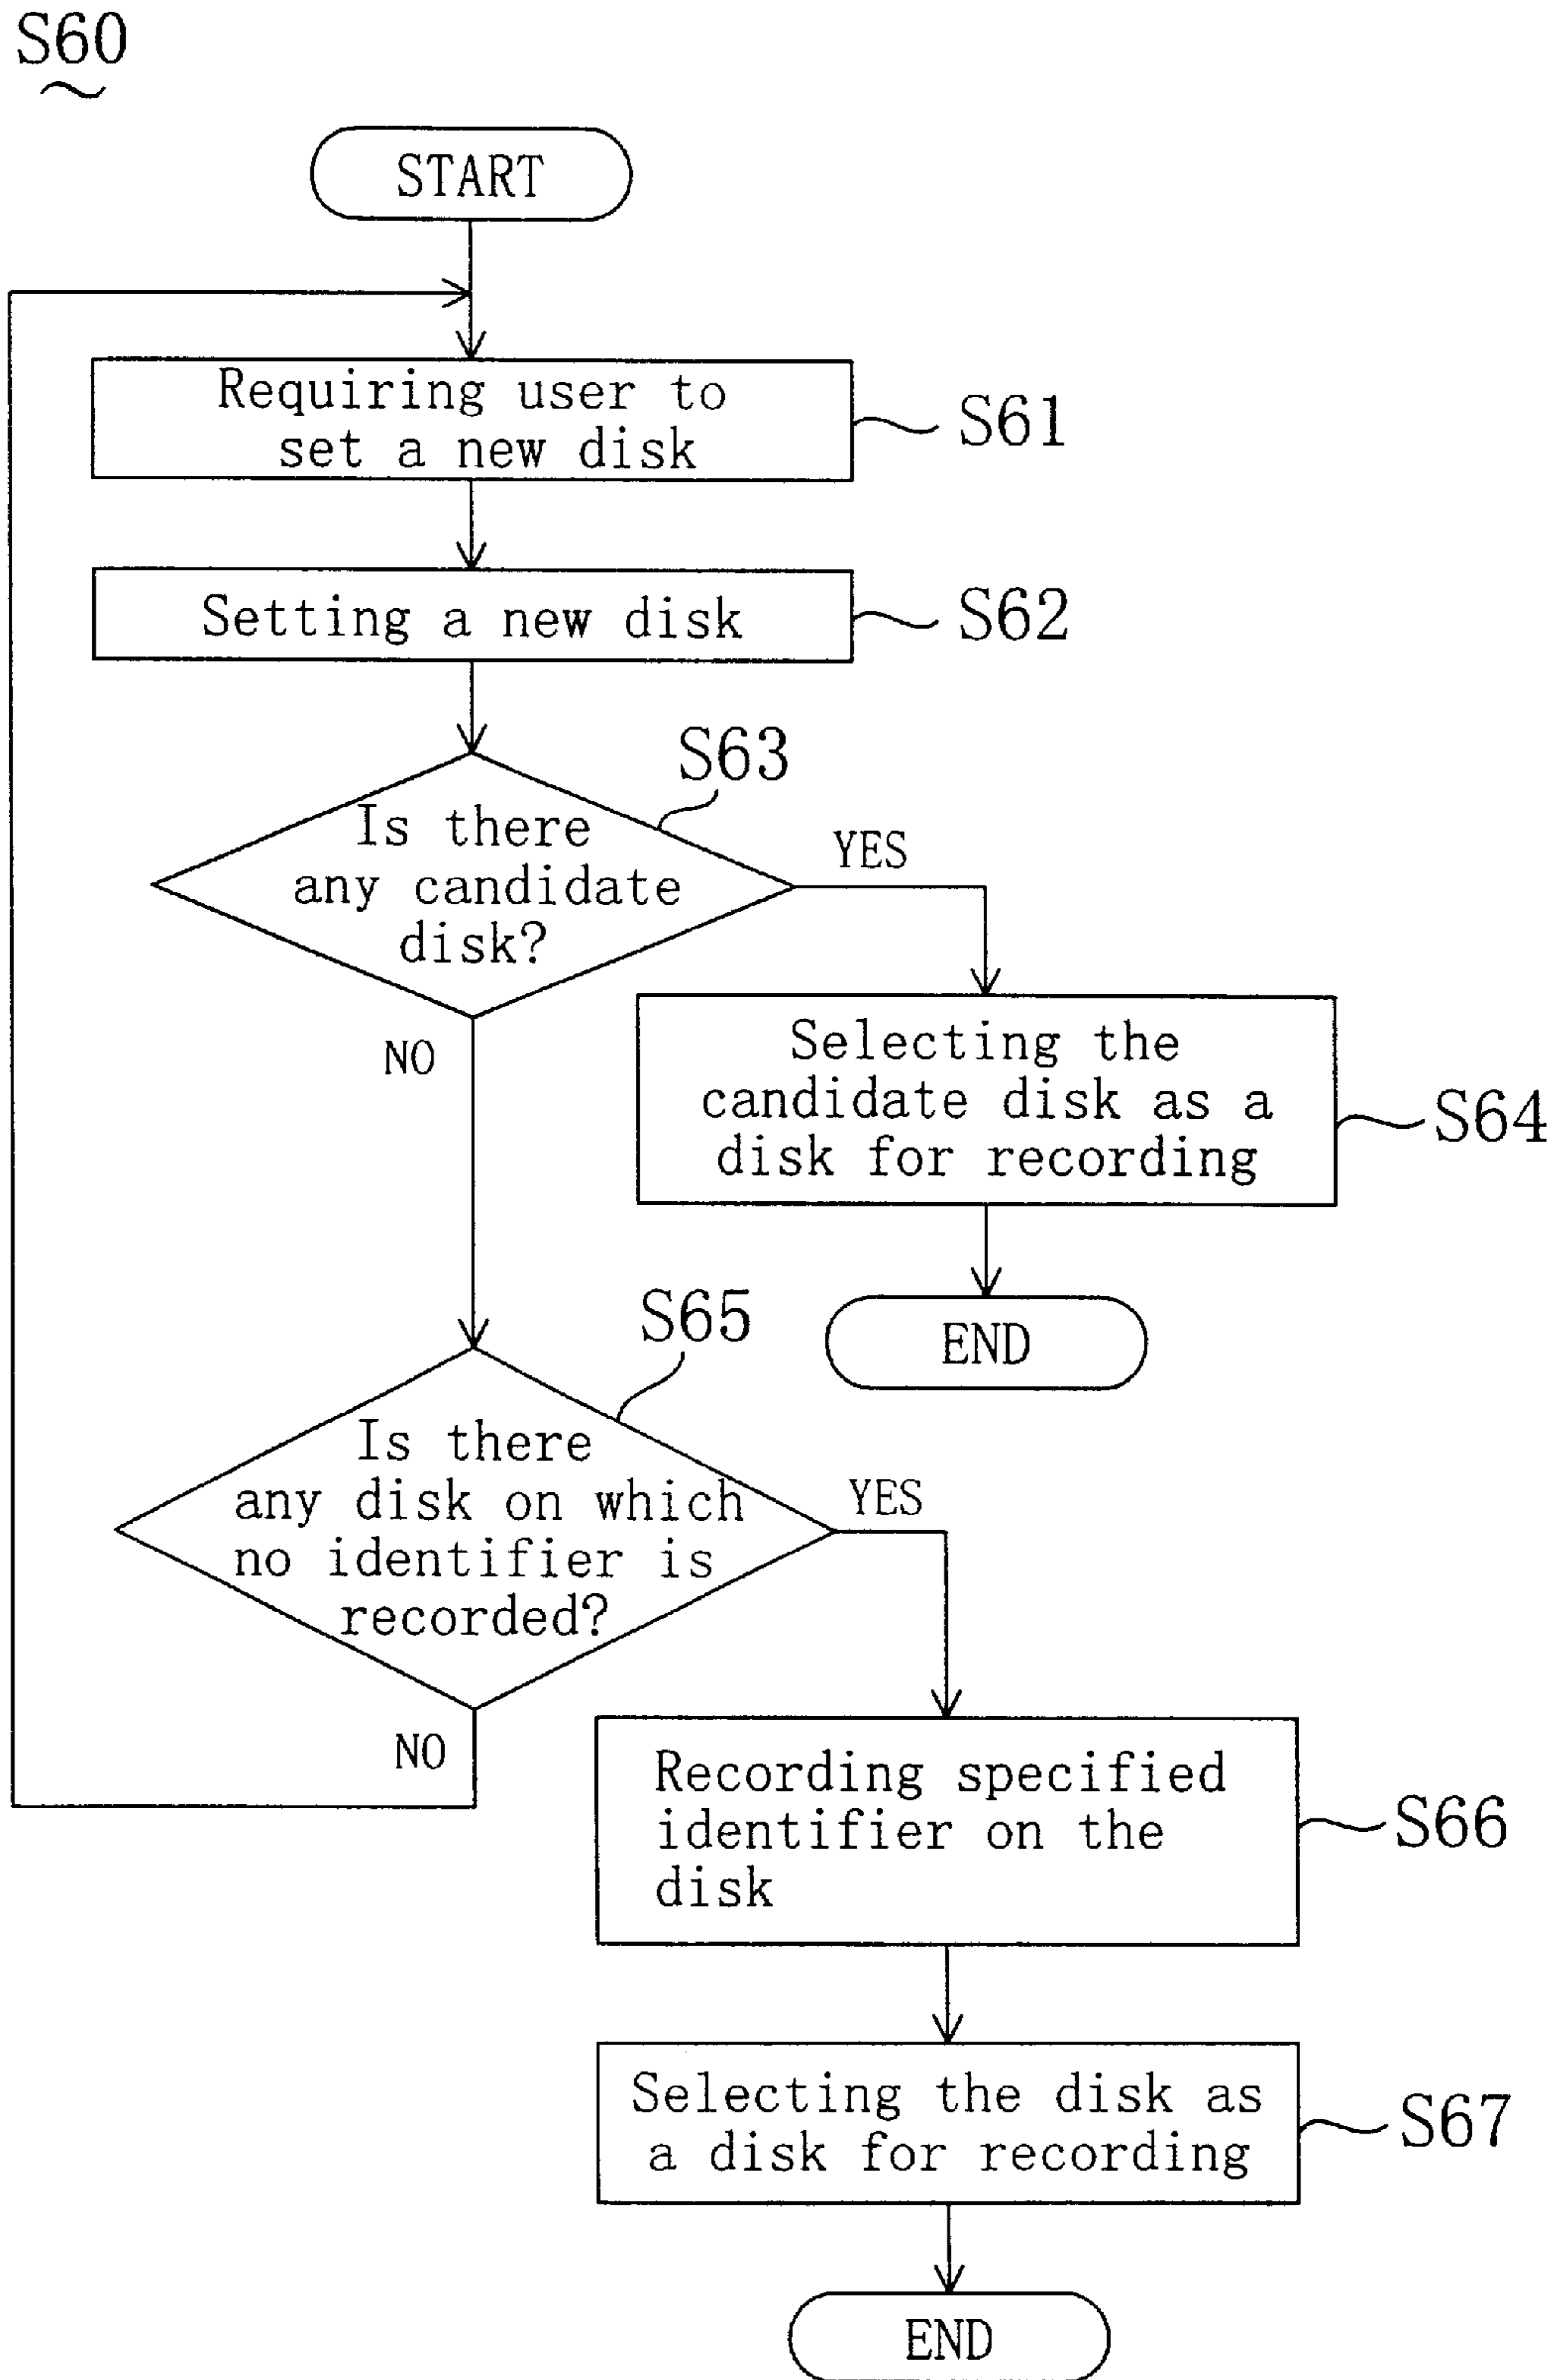 S60
START
Requiring user to
set a new disk
S61
Setting a new disk
S62
S63
Is there
any candidate
disk?
YES
NO
Selecting the
candidate disk as a
disk for recording
S64
END
S65
Is there
any disk on which
no identifier is
recorded?
YES
NO
Recording specified
identifier on the
disk
S66
Selecting the disk as
a disk for recording
S67
END